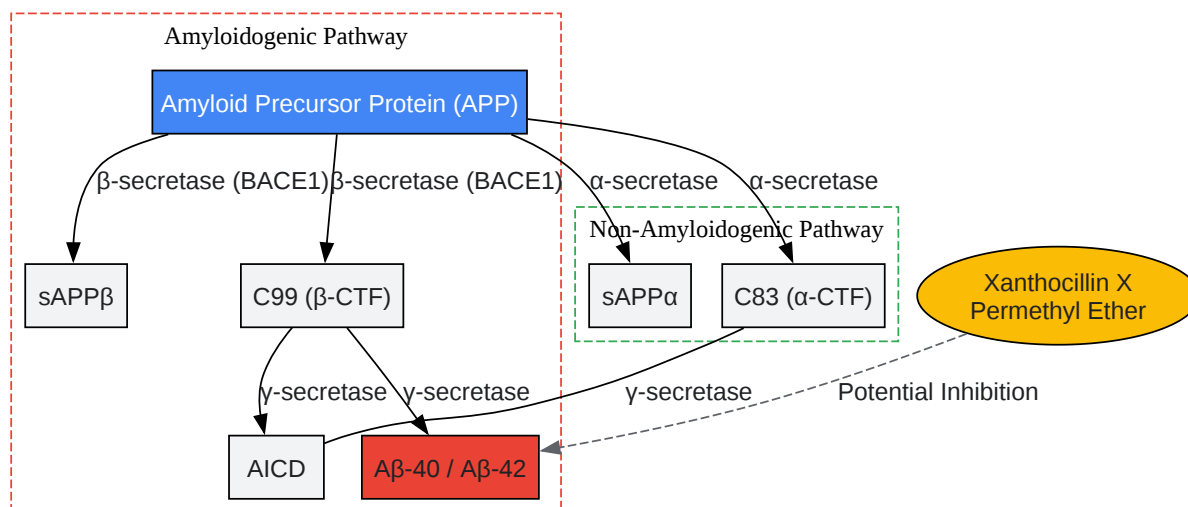 Amyloidogenic Pathway
Amyloid Precursor Protein (APP)
β-secretase (BACE1)
β-secretase (BACE1)
α-secretase
α-secretase
Non-Amyloidogenic Pathway
sAPPβ
C99 (β-CTF)
sAPPα
C83 (α-CTF)
Xanthocillin X
Permethyl Ether
γ-secretase
γ-secretase
γ-secretase
Potential Inhibition
AICD
Aβ-40 / Aβ-42